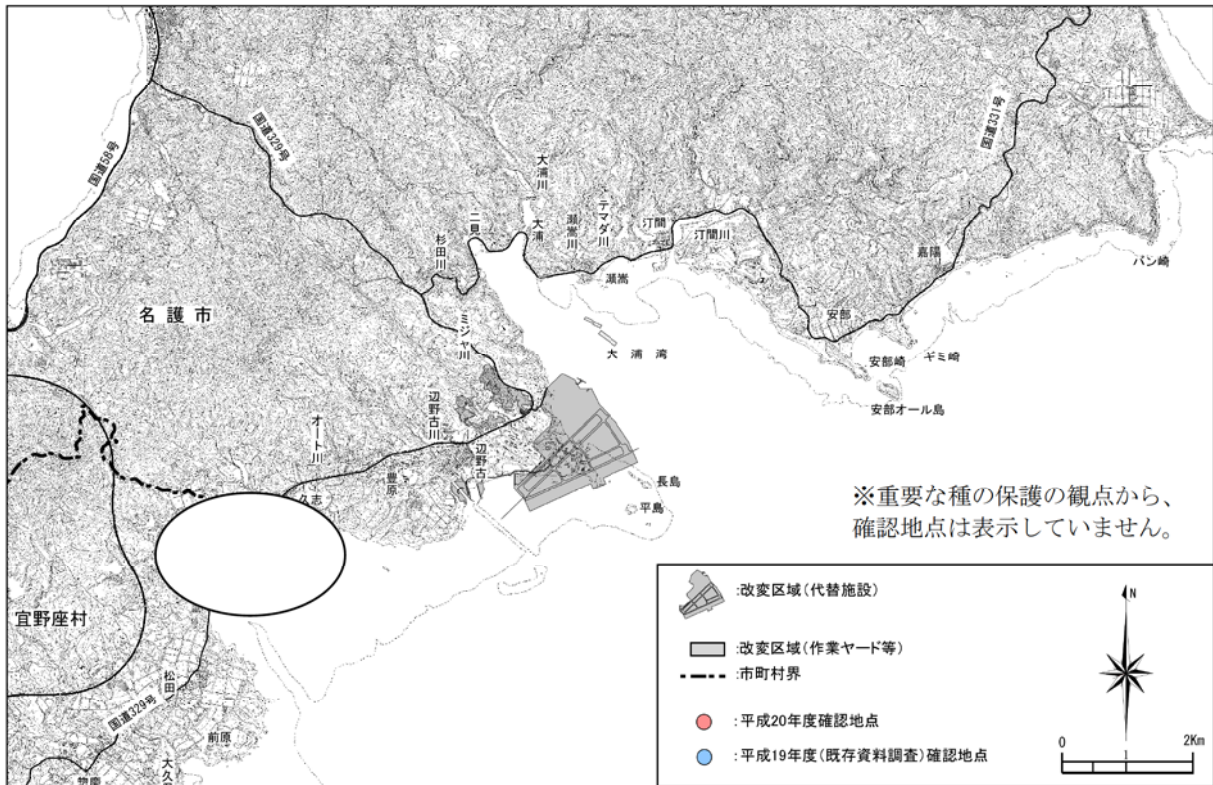 国道58号
国道329号
国道331号
大浦川
大浦
瀬嵩川
テマダ川
汀間
汀間川
二見
杉田川
瀬嵩
嘉陽
バン崎
名護市
ミジャ川
大浦湾
安部
安部崎
ギミ崎
安部オール島
辺野古川
オート川
辺野古
豊原
久志
長島
平島
※重要な種の保護の観点から、
確認地点は表示していません。
宜野座村
松田
国道329号
前原
惣慶
:改変区域(代替施設)
:改変区域(作業ヤード等)
:市町村界
:平成20年度確認地点
:平成19年度(既存資料調査)確認地点
N
0 1 2Km